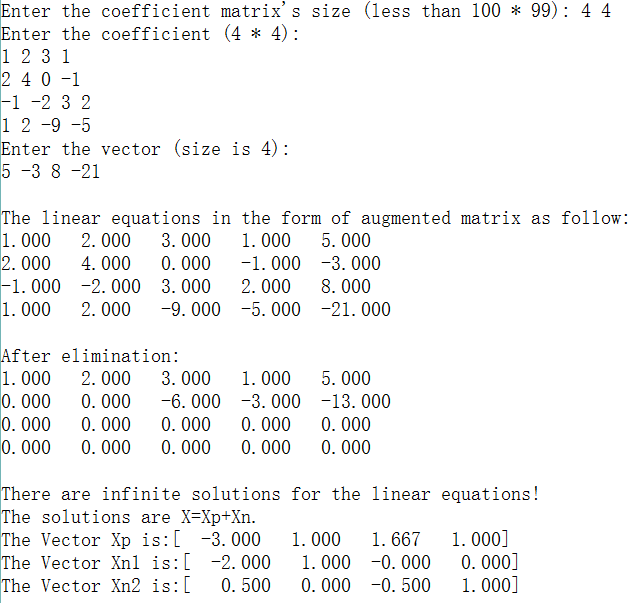 Enter the coefficient matrix's size (less than 100 * 99): 4 4
Enter the coefficient (4 * 4):
1 2 3 1
2 4 0 -1
-1 -2 3 2
1 2 -9 -5
Enter the vector (size is 4):
5 -3 8 -21
The linear equations in the form of augmented matrix as follow:
1.000 2.000 3.000 1.000 5.000
2.000 4.000 0.000 -1.000 -3.000
-1.000 -2.000 3.000 2.000 8.000
1.000 2.000 -9.000 -5.000 -21.000
After elimination:
1.000 2.000 3.000 1.000 5.000
0.000 0.000 -6.000 -3.000 -13.000
0.000 0.000 0.000 0.000 0.000
0.000 0.000 0.000 0.000 0.000
There are infinite solutions for the linear equations!
The solutions are X=Xp+Xn.
The Vector Xp is:[ -3.000 1.000 1.667 1.000]
The Vector Xn1 is:[ -2.000 1.000 -0.000 0.000]
The Vector Xn2 is:[ 0.500 0.000 -0.500 1.000]